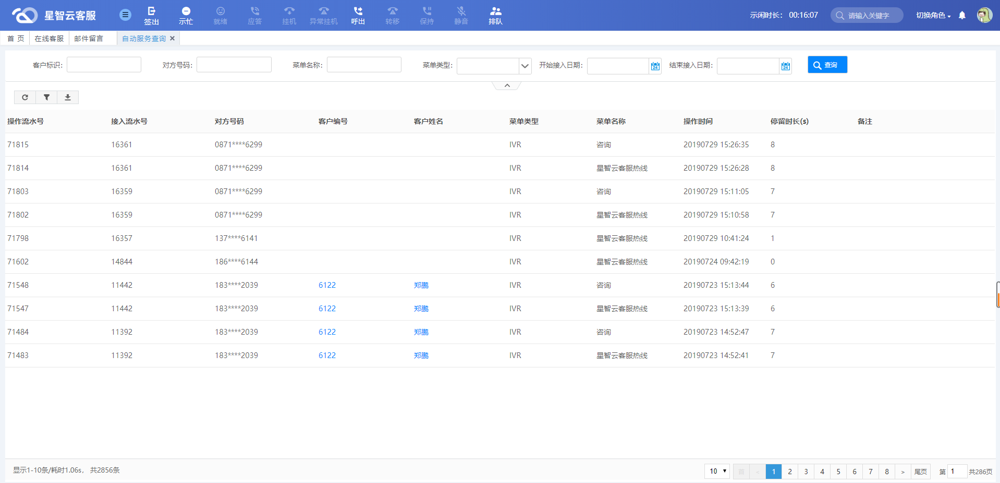 星智云客服 签出 示忙 就绪 应答 挂机 异常挂机 呼出 转移 保持 静音 排队 示闲时长： 00:16:07 请输入关键字 切换角色
首 页 在线客服 邮件留言 自动服务查询
客户标识： 对方号码： 菜单名称： 菜单类型： 开始接入日期： 24 结束接入日期： 24 查询
操作流水号 接入流水号 对方号码 客户编号 客户姓名 菜单类型 菜单名称 操作时间 停留时长(s) 备注
71815 16361 0871****6299 IVR 咨询 20190729 15:26:35 8
71814 16361 0871****6299 IVR 星智云客服热线 20190729 15:26:28 8
71803 16359 0871****6299 IVR 咨询 20190729 15:11:05 7
71802 16359 0871****6299 IVR 星智云客服热线 20190729 15:10:58 7
71798 16357 137****6141 IVR 星智云客服热线 20190729 10:41:24 1
71602 14844 186****6144 IVR 星智云客服热线 20190724 09:42:19 0
71548 11442 183****2039 6122 郑鹏 IVR 咨询 20190723 15:13:44 6
71547 11442 183****2039 6122 郑鹏 IVR 星智云客服热线 20190723 15:13:39 6
71484 11392 183****2039 6122 郑鹏 IVR 咨询 20190723 14:52:47 7
71483 11392 183****2039 6122 郑鹏 IVR 星智云客服热线 20190723 14:52:41 7
显示1-10条/耗时1.06s， 共2856条 10 首 < 1 2 3 4 5 6 7 8 > 尾页 第 1 共286页